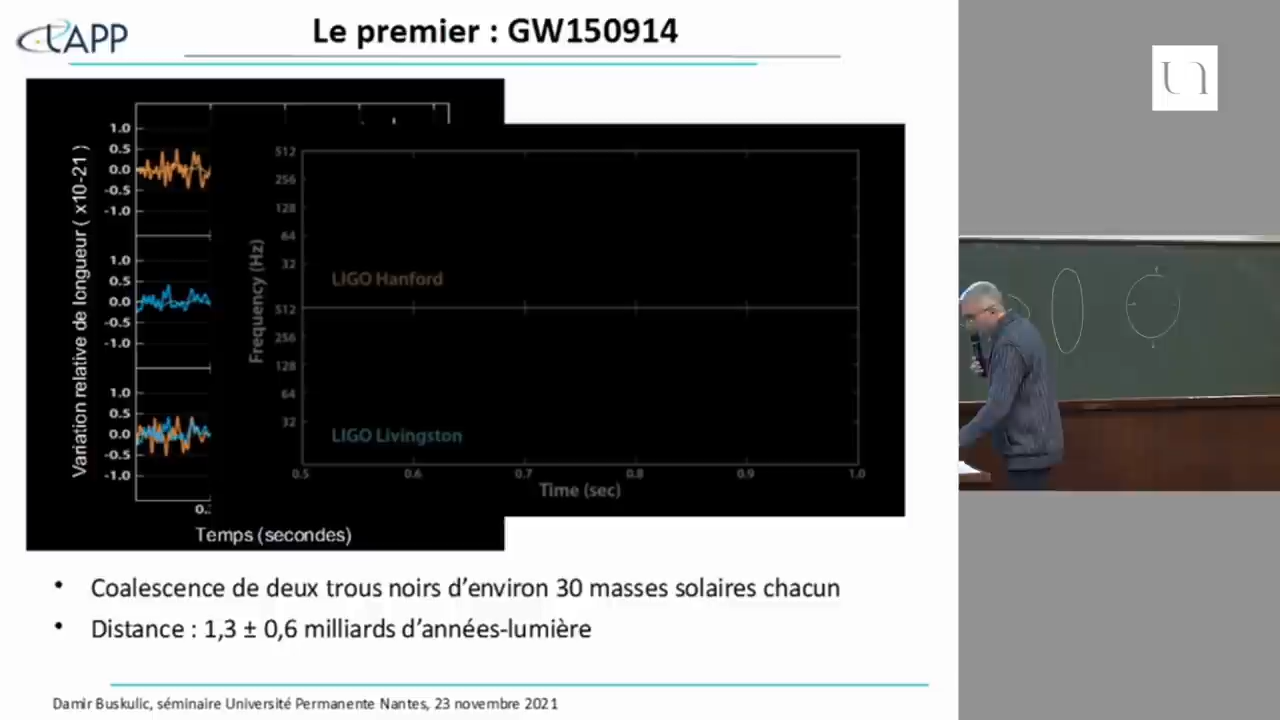 LAPP
Le premier : GW150914
Variation relative de longueur ( x10-21 )
1.0
0.5
0.0
-0.5
-1.0
1.0
0.5
0.0
-0.5
-1.0
1.0
0.5
0.0
-0.5
-1.0
0.
Temps (secondes)
Frequency (Hz)
512
256
128
64
32
LIGO Hanford
512
256
128
64
32
LIGO Livingston
0.5 0.6 0.7 0.8 0.9 1.0
Time (sec)
• Coalescence de deux trous noirs d’environ 30 masses solaires chacun
• Distance : 1,3 ± 0,6 milliards d’années-lumière
Damir Buskulic, séminaire Université Permanente Nantes, 23 novembre 2021